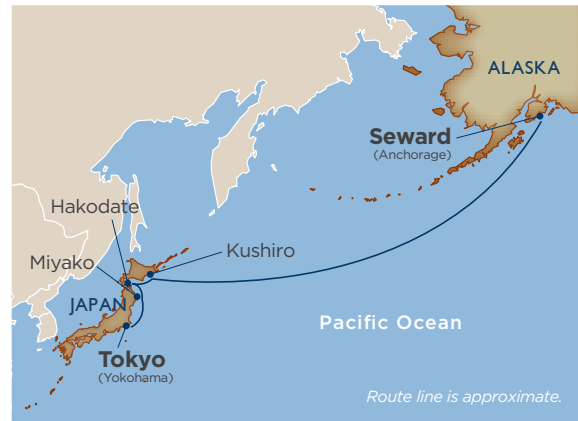 ALASKA
Seward
(Anchorage)
Hakodate
Kushiro
Miyako
JAPAN
Pacific Ocean
Tokyo
(Yokohama)
Route line is approximate.